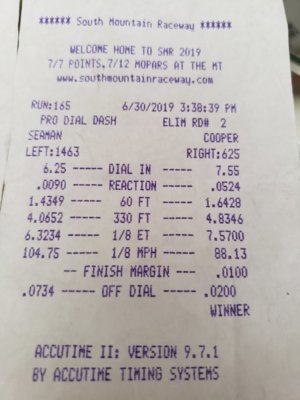 ****** South Mountain Raceway ******
WELCOME HOME TO SMR 2019
7/7 POINTS,7/12 MOPARS AT THE MT
www.southmountainraceway.com
RUN:165 6/30/2019 3:38:39 PM
PRO DIAL DASH ELIM RD# 2
SEAMAN COOPER
LEFT:1463 RIGHT:625
6.25 ----- DIAL IN ----- 7.55
.0090 ----- REACTION ----- .0524
1.4349 ----- 60 FT ----- 1.6428
4.0652 ----- 330 FT ----- 4.8346
6.3234 ----- 1/8 ET ----- 7.5700
104.75 ----- 1/8 MPH ----- 88.13
-- FINISH MARGIN --- .0100
.0734 ----- OFF DIAL ----- .0200
WINNER
ACCUTIME II: VERSION 9.7.1
BY ACCUTIME TIMING SYSTEMS